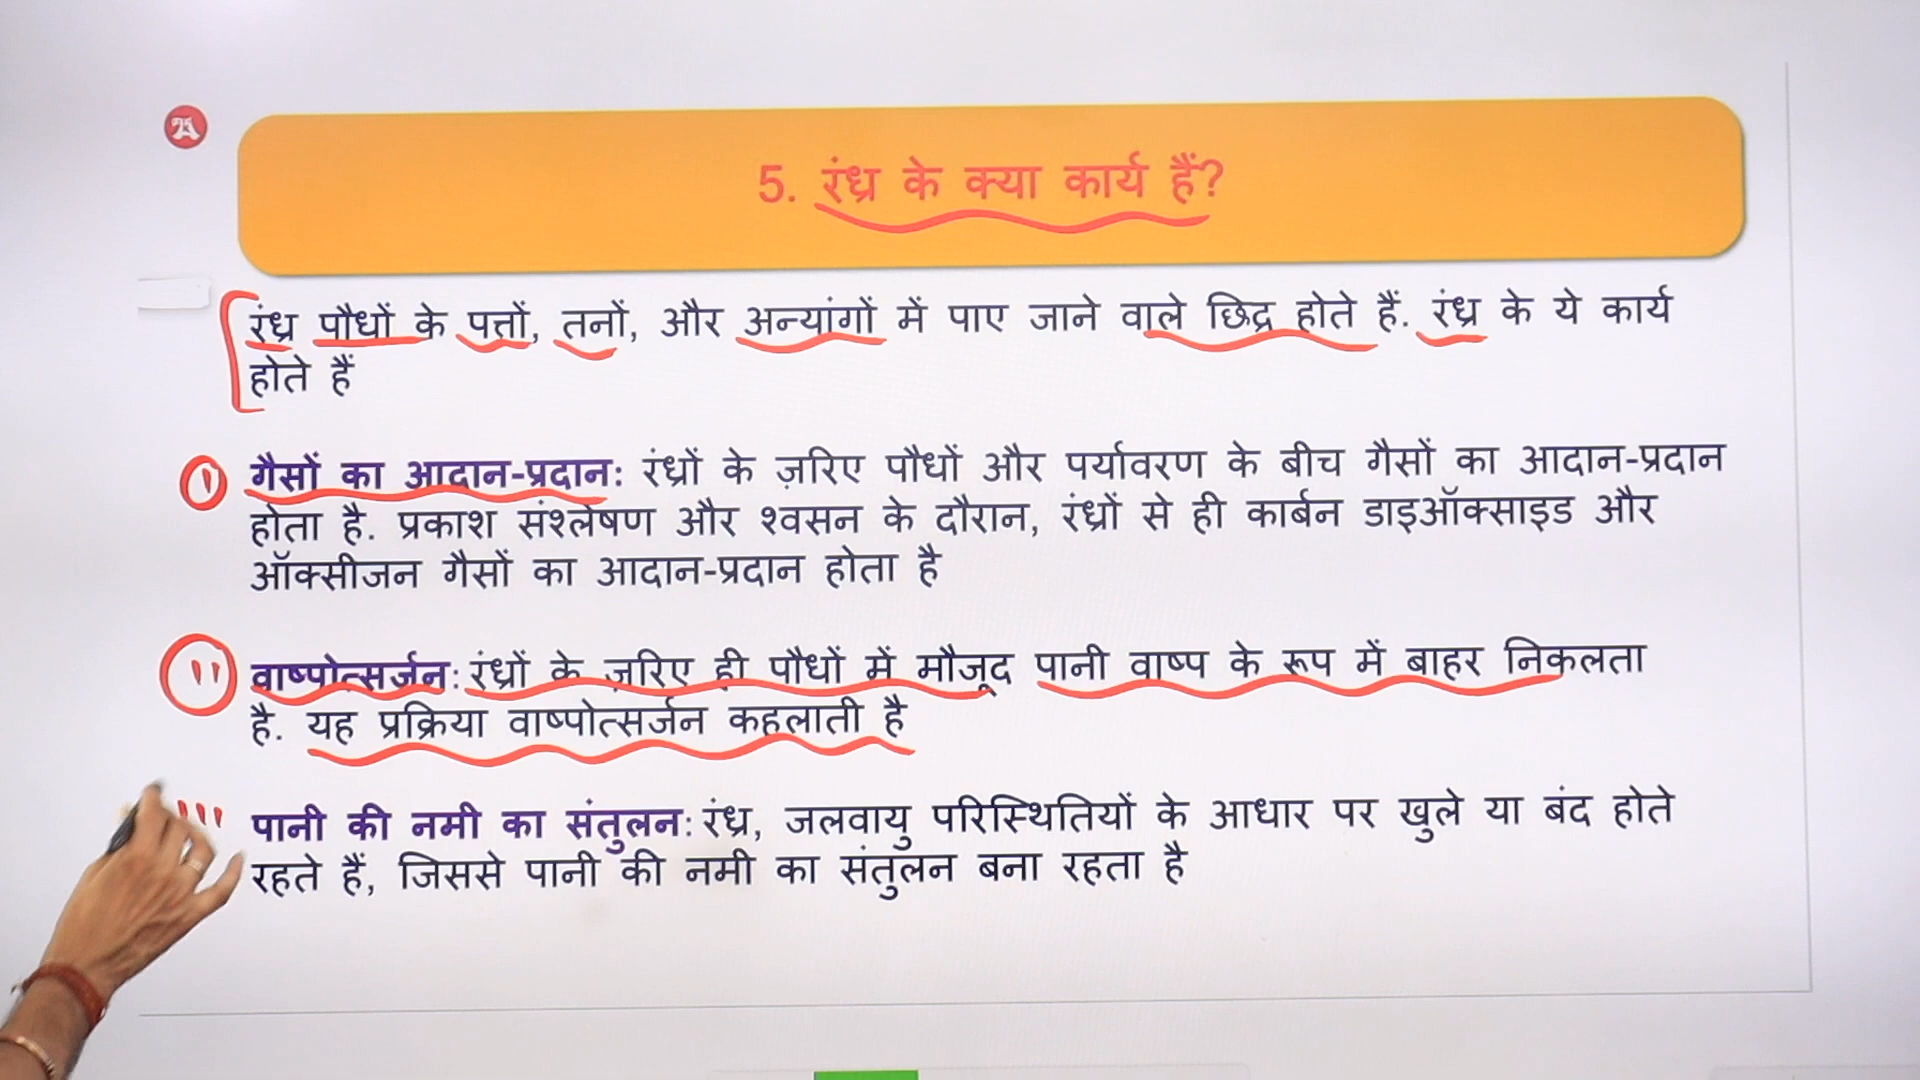 5. रंध्र के क्या कार्य हैं?
रंध्र पौधों के पत्तों, तनों, और अन्यांगों में पाए जाने वाले छिद्र होते हैं. रंध्र के ये कार्य
होते हैं
। गैसों का आदान-प्रदान: रंध्रों के ज़रिए पौधों और पर्यावरण के बीच गैसों का आदान-प्रदान
होता है. प्रकाश संश्लेषण और श्वसन के दौरान, रंध्रों से ही कार्बन डाइऑक्साइड और
ऑक्सीजन गैसों का आदान-प्रदान होता है
।। वाष्पोत्सर्जन: रंध्रों के ज़रिए ही पौधों में मौजूद पानी वाष्प के रूप में बाहर निकलता
है. यह प्रक्रिया वाष्पोत्सर्जन कहलाती है
।।। पानी की नमी का संतुलन: रंध्र, जलवायु परिस्थितियों के आधार पर खुले या बंद होते
रहते हैं, जिससे पानी की नमी का संतुलन बना रहता है